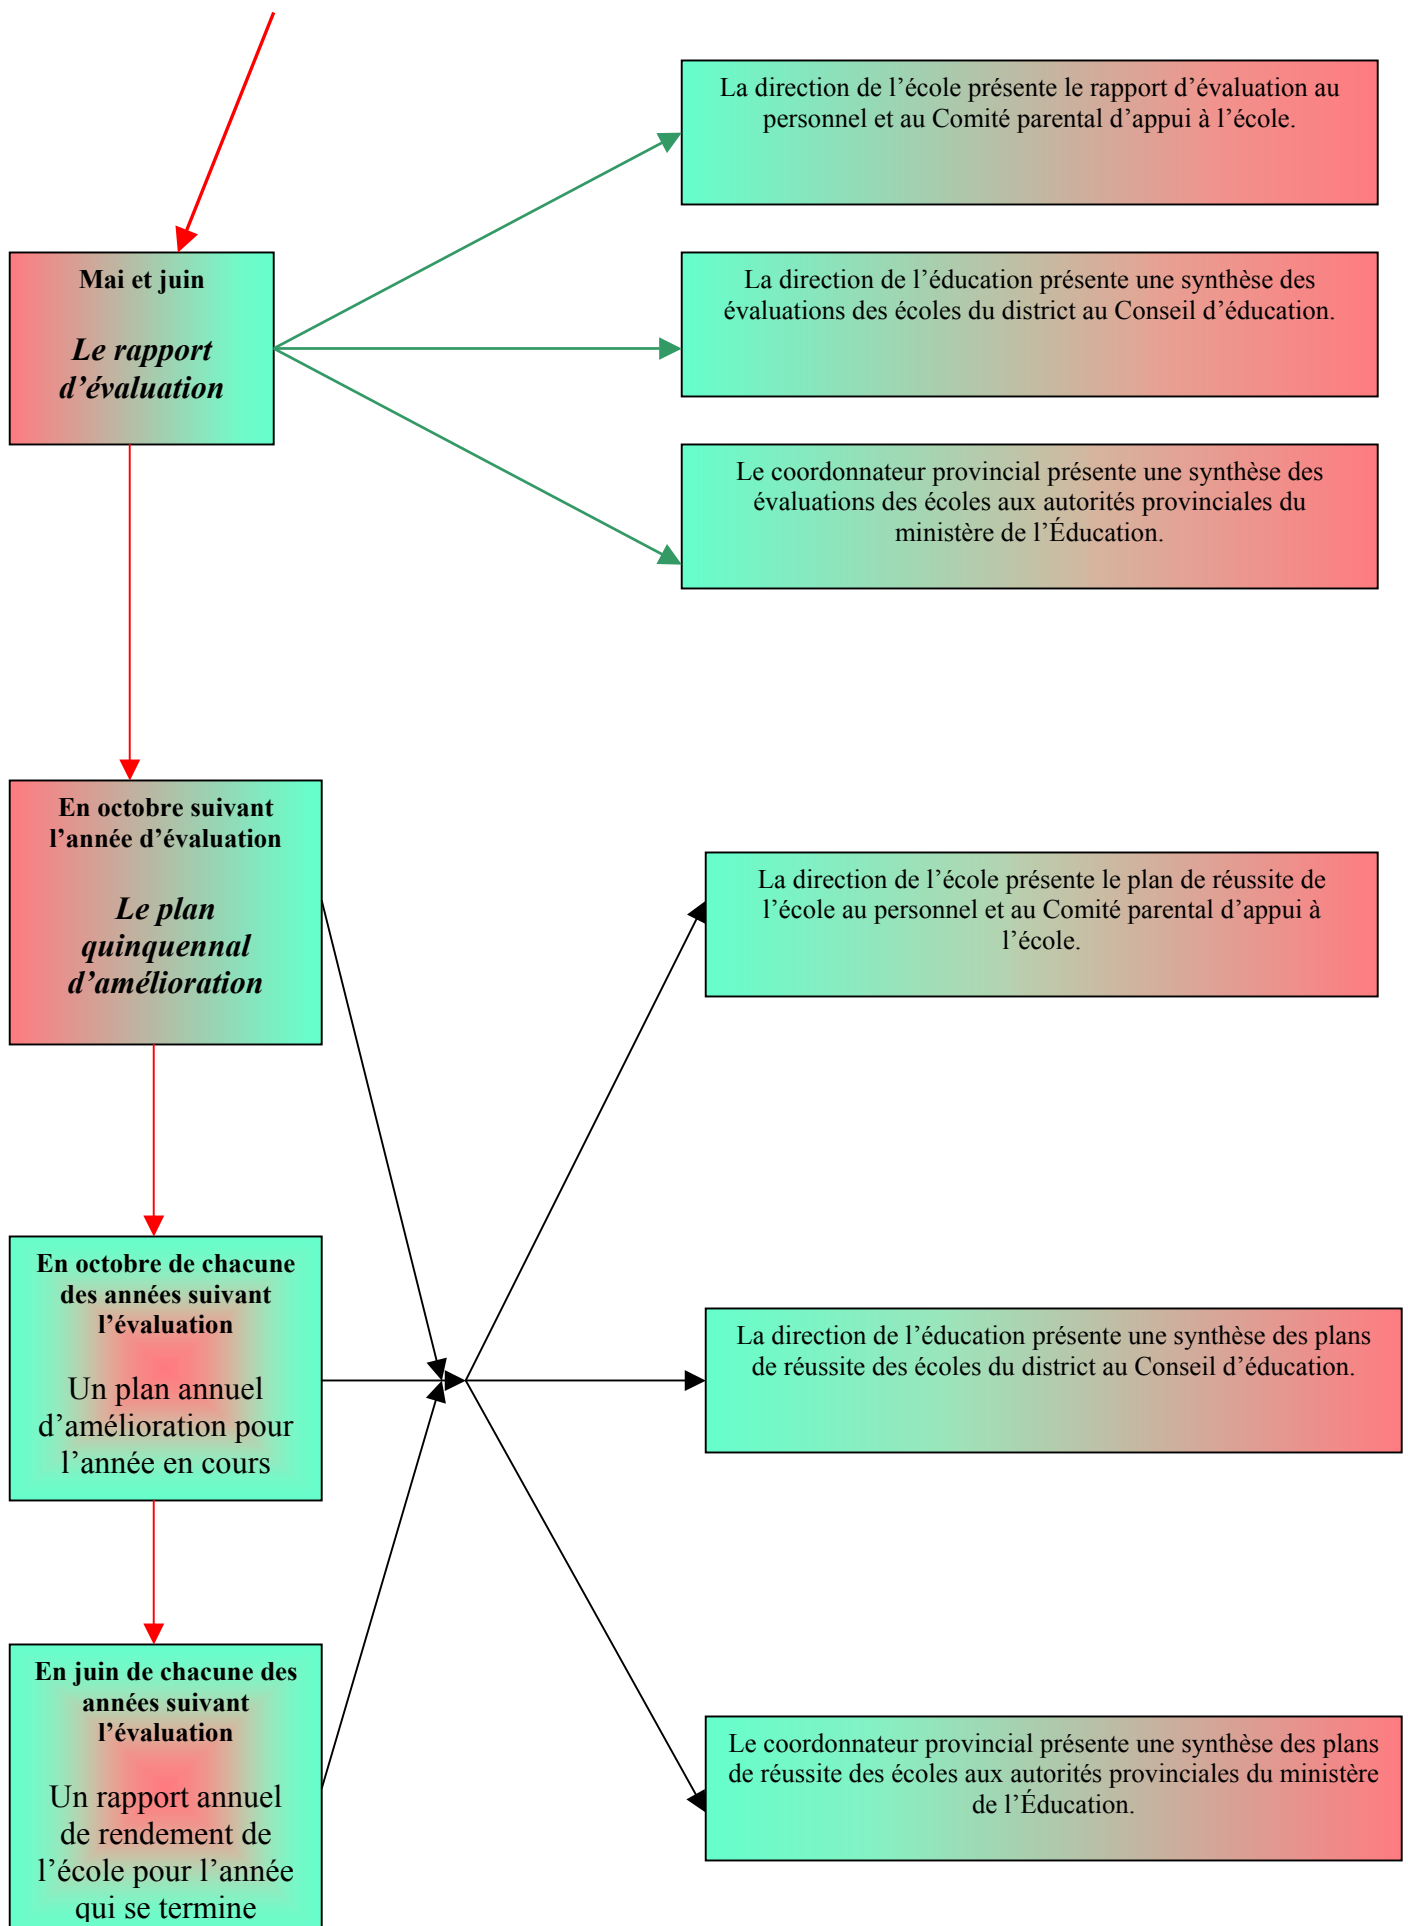 La direction de l’école présente le rapport d’évaluation au
personnel et au Comité parental d’appui à l’école.
Mai et juin
Le rapport
d’évaluation
La direction de l’éducation présente une synthèse des
évaluations des écoles du district au Conseil d’éducation.
Le coordonnateur provincial présente une synthèse des
évaluations des écoles aux autorités provinciales du
ministère de l’Éducation.
En octobre suivant
l’année d’évaluation
Le plan
quinquennal
d’amélioration
La direction de l’école présente le plan de réussite de
l’école au personnel et au Comité parental d’appui à
l’école.
En octobre de chacune
des années suivant
l’évaluation
Un plan annuel
d’amélioration pour
l’année en cours
La direction de l’éducation présente une synthèse des plans
de réussite des écoles du district au Conseil d’éducation.
En juin de chacune des
années suivant
l’évaluation
Un rapport annuel
de rendement de
l’école pour l’année
qui se termine
Le coordonnateur provincial présente une synthèse des plans
de réussite des écoles aux autorités provinciales du ministère
de l’Éducation.